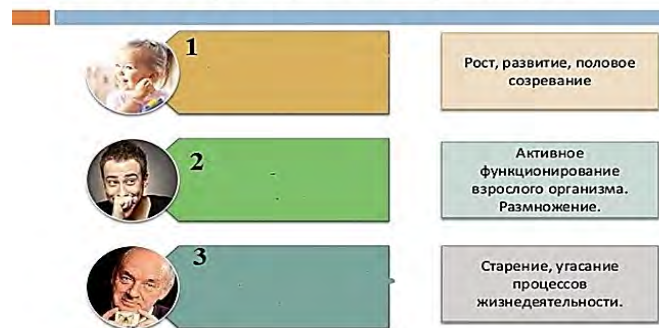 1
Рост, развитие, половое
созревание
2
Активное
функционирование
взрослого организма.
Размножение.
3
Старение, угасание
процессов
жизнедеятельности.